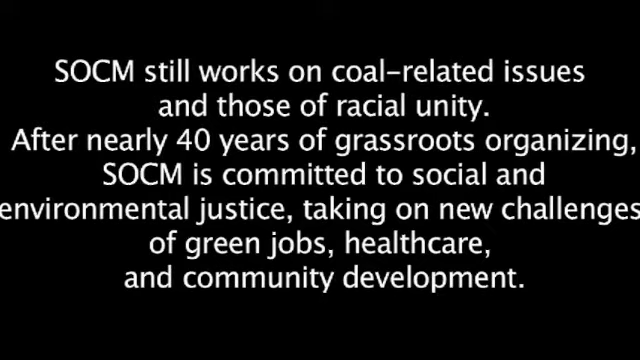 SOCM still works on coal-related issues
and those of racial unity.
After nearly 40 years of grassroots organizing,
SOCM is committed to social and
environmental justice, taking on new challenges
of green jobs, healthcare,
and community development.